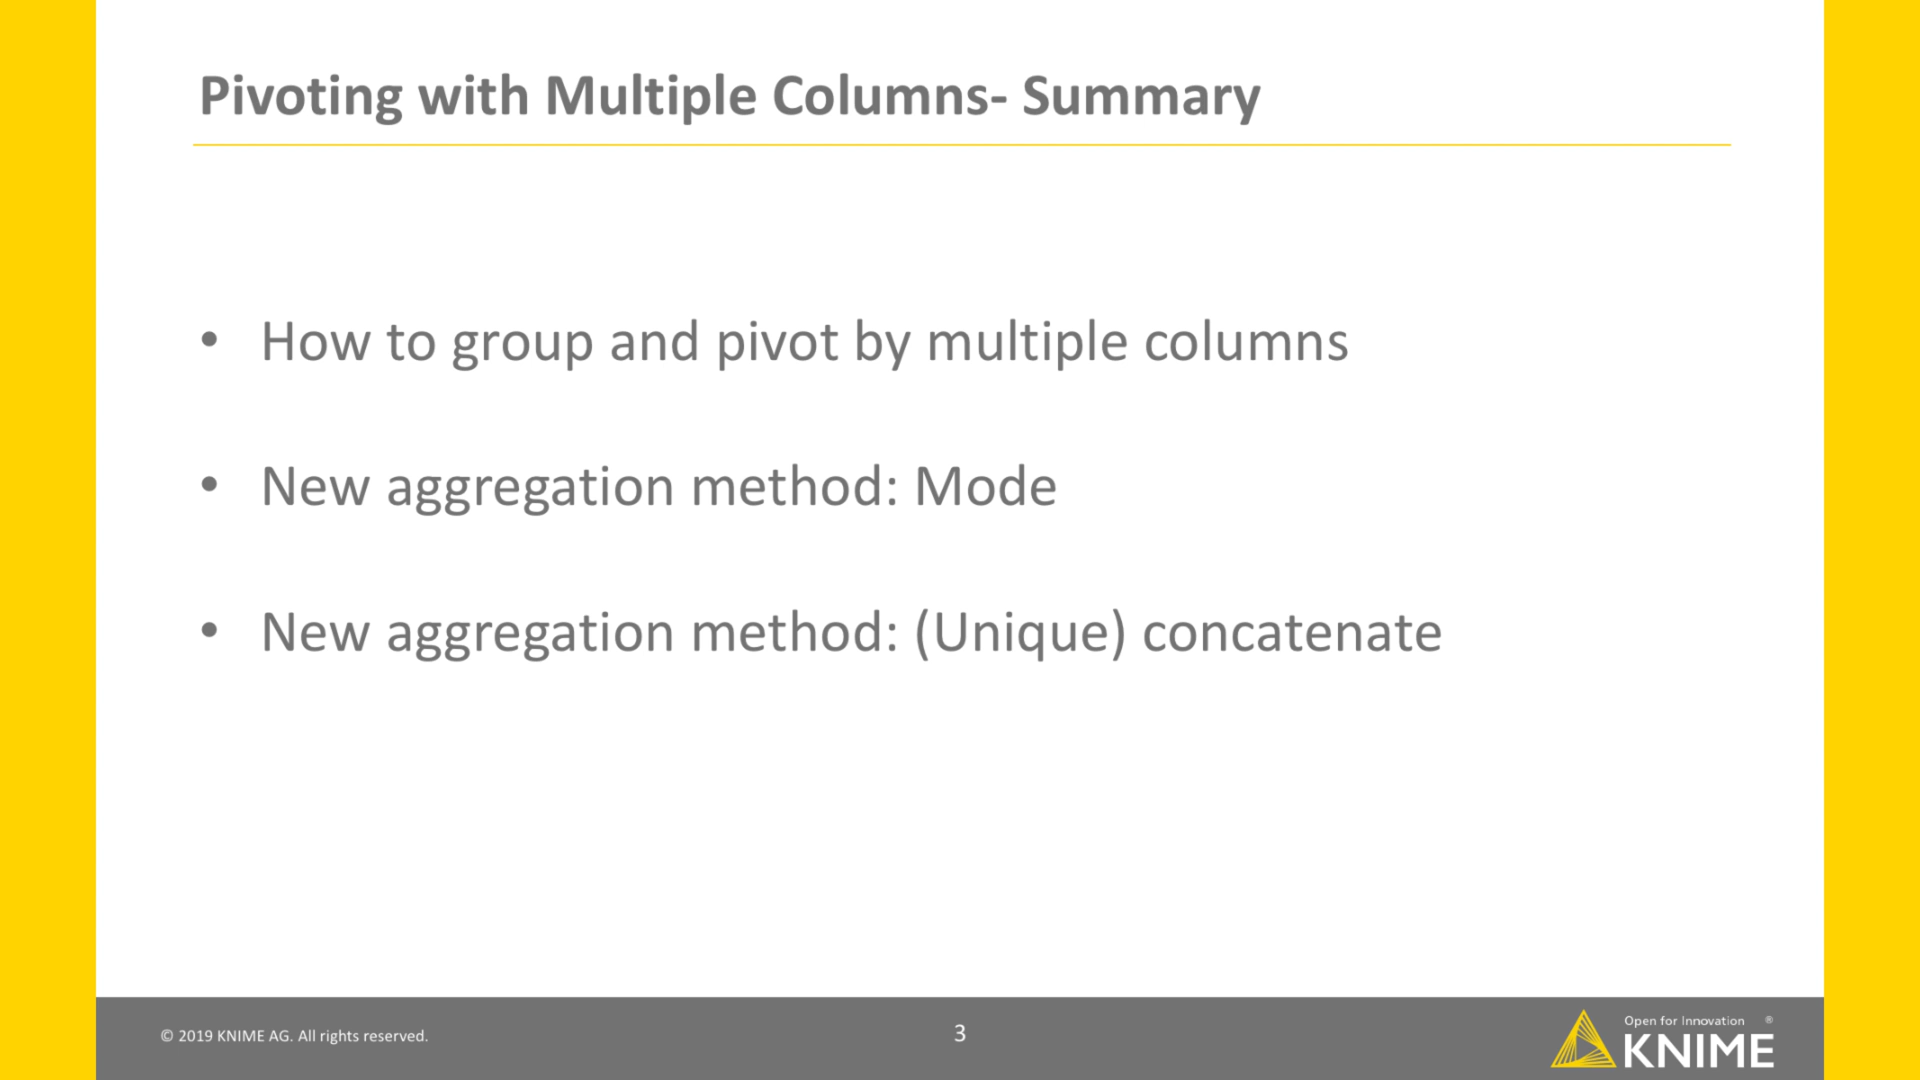 Pivoting with Multiple Columns- Summary
• How to group and pivot by multiple columns
• New aggregation method: Mode
• New aggregation method: (Unique) concatenate
© 2019 KNIME AG. All rights reserved.
3
Open for Innovation ®
KNIME